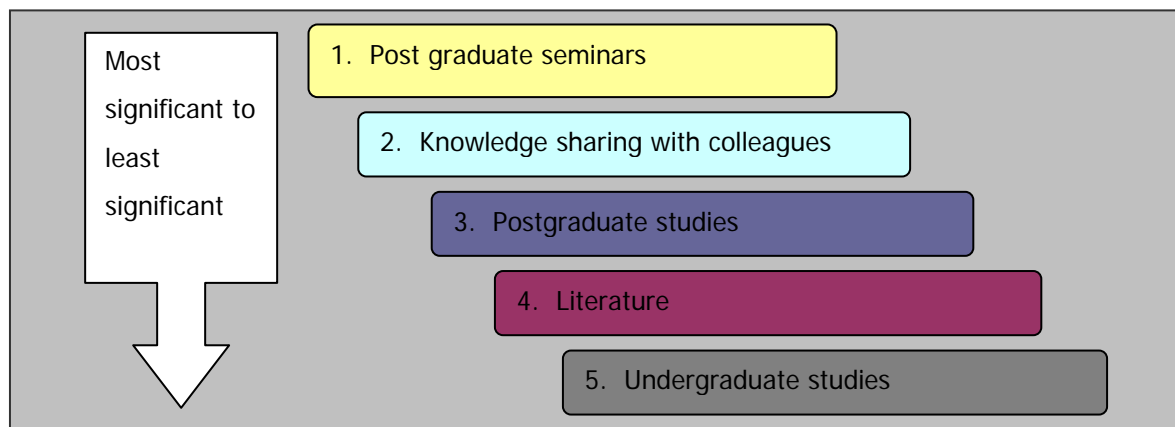 Most
significant to
least
significant
1. Post graduate seminars
2. Knowledge sharing with colleagues
3. Postgraduate studies
4. Literature
5. Undergraduate studies